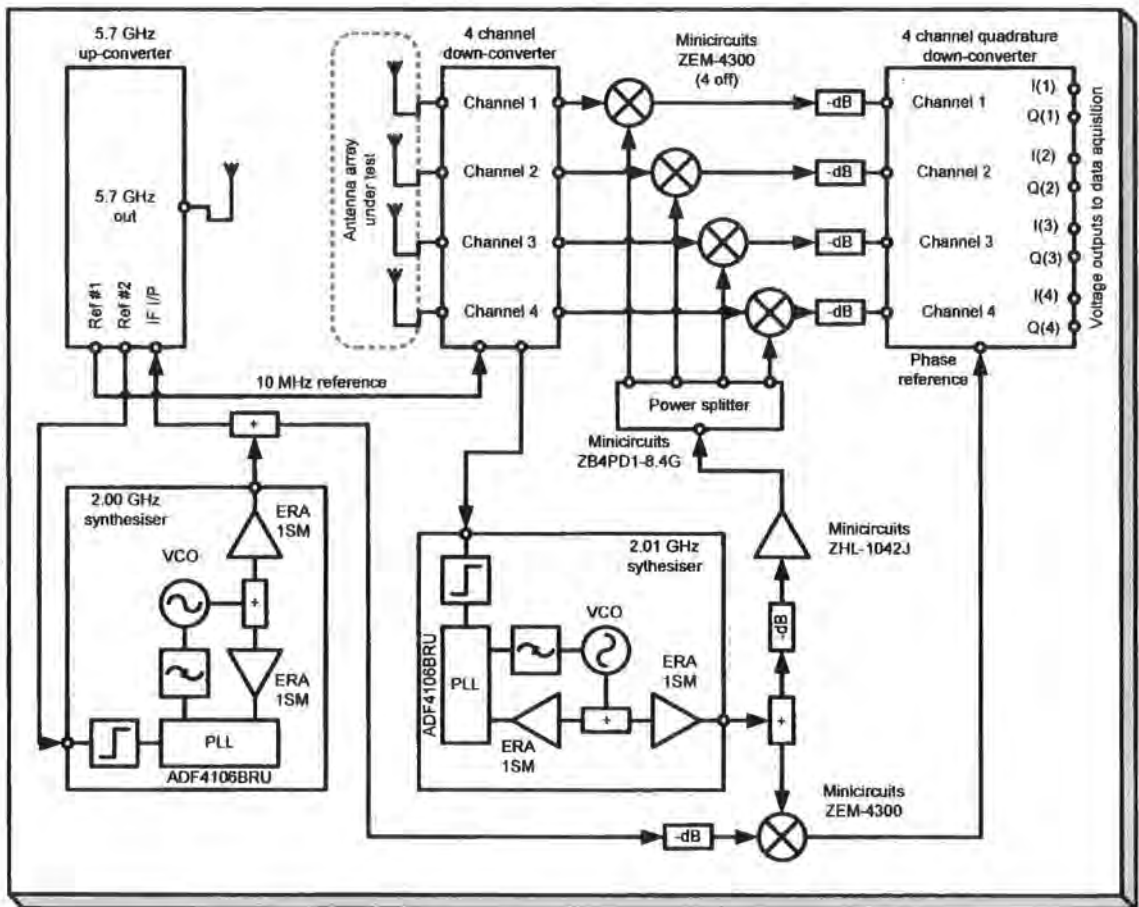 5.7 GHz
up-converter
5.7 GHz
out
Ref #1
Ref #2
IF I/P
Antenna array
under test
4 channel
down-converter
Channel 1
Channel 2
Channel 3
Channel 4
Minicircuits
ZEM-4300
(4 off)
-dB
-dB
-dB
-dB
4 channel quadrature
down-converter
Channel 1
Channel 2
Channel 3
Channel 4
I(1)
Q(1)
I(2)
Q(2)
I(3)
Q(3)
I(4)
Q(4)
Voltage outputs to data aquisition
Phase
reference
10 MHz reference
+
Power splitter
Minicircuits
ZB4PD1-8.4G
2.00 GHz
synthesiser
ERA
1SM
VCO
+
ERA
1SM
PLL
ADF4106BRU
2.01 GHz
sythesiser
VCO
ADF4106BRU
PLL
ERA
1SM
+
ERA
1SM
Minicircuits
ZHL-1042J
-dB
+
Minicircuits
ZEM-4300
-dB